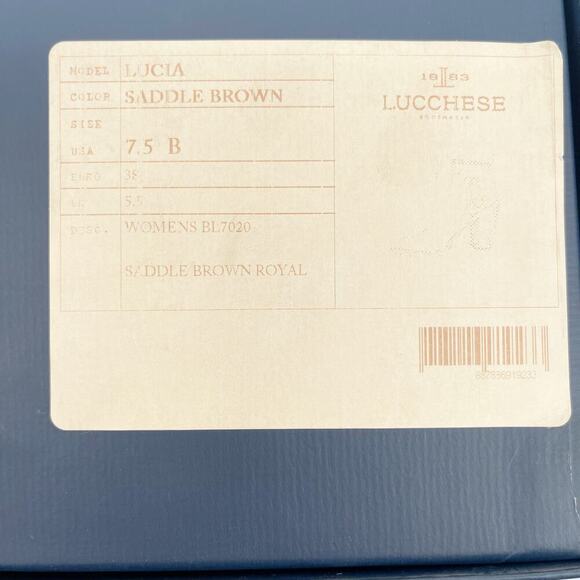 MODEL LUCIA
COLOR SADDLE BROWN
SIZE
USA 7.5 B
EURO 38
UK 5.5
DESC. WOMENS BL7020
SADDLE BROWN ROYAL
18 L 83
LUCCHESE
BOOTMAKER